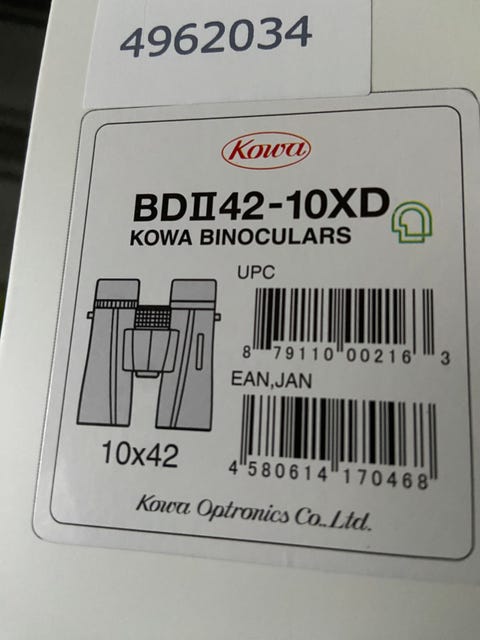 4962034
Kowa
BDⅡ42-10XD
KOWA BINOCULARS
UPC
8 79110 00216 3
EAN,JAN
4 580614 170468
10x42
Kowa Optronics Co.,Ltd.